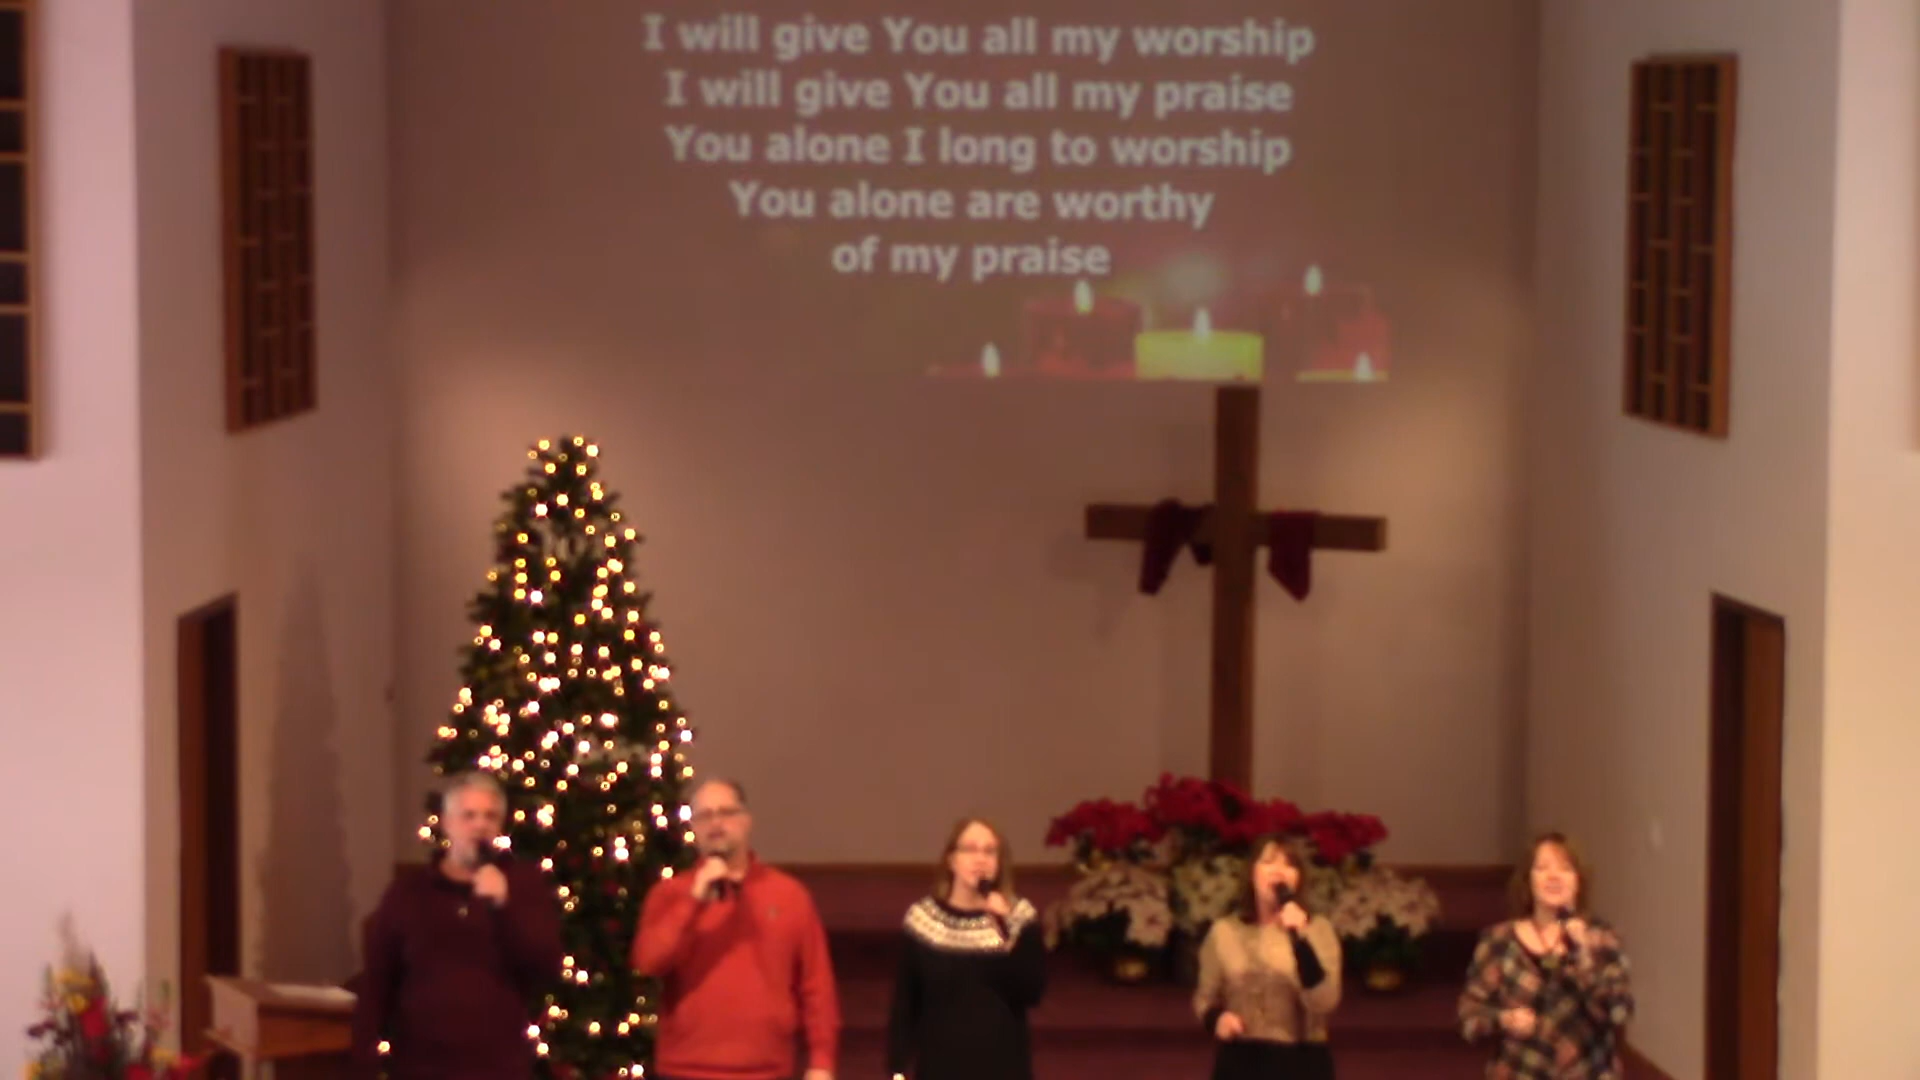 I will give You all my worship
I will give You all my praise
You alone I long to worship
You alone are worthy
of my praise